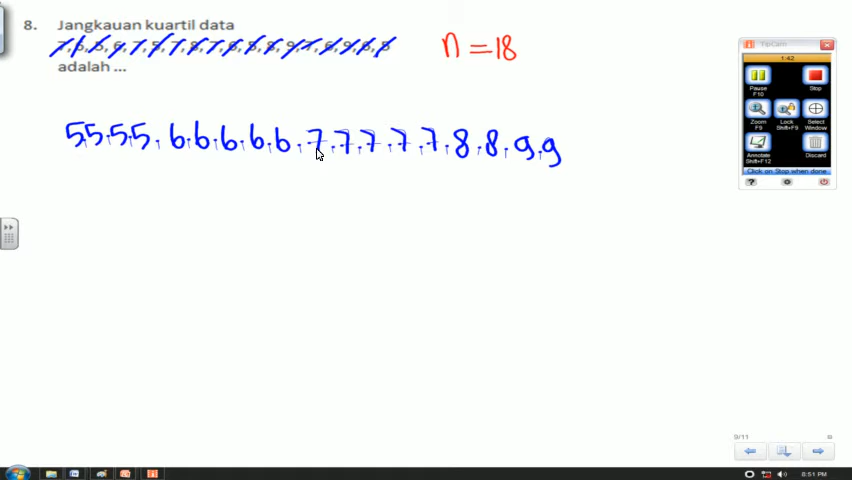 8. Jangkauan kuartil data
adalah ...
n = 18
5,5,5,5,6,6,6,6,6,7,7,7,7,7,8,8,9,9
TipCam
1:42
Pause
F10
Stop
Zoom
F9
Lock
Shift+F9
Select
Window
Annotate
Shift+F12
Discard
Click on Stop when done
9/11
8:51 PM